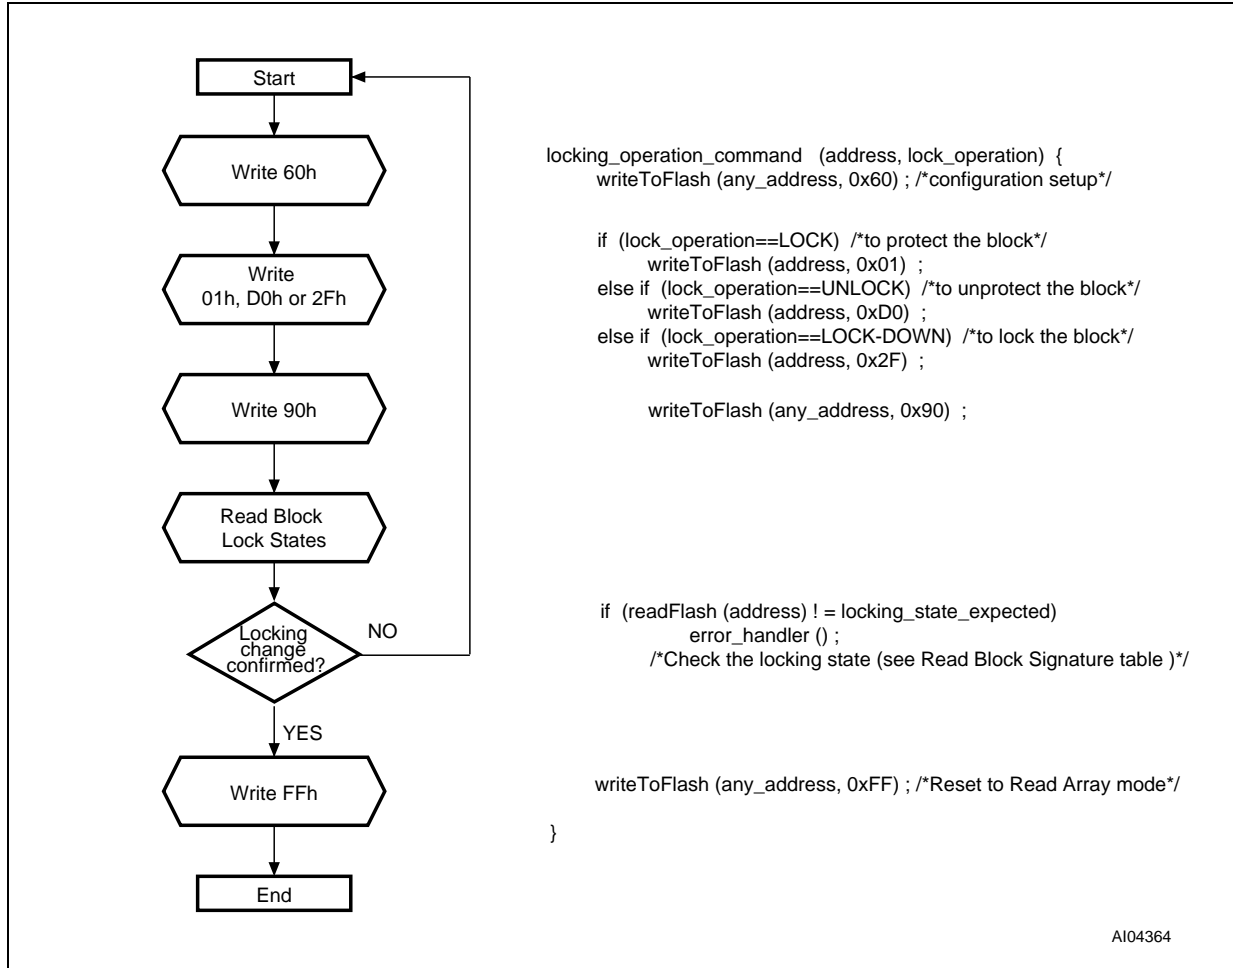 Start
Write 60h
Write
01h, D0h or 2Fh
Write 90h
Read Block
Lock States
Locking
change
confirmed?
NO
YES
Write FFh
End
locking_operation_command (address, lock_operation) {
writeToFlash (any_address, 0x60) ; /*configuration setup*/
if (lock_operation==LOCK) /*to protect the block*/
writeToFlash (address, 0x01) ;
else if (lock_operation==UNLOCK) /*to unprotect the block*/
writeToFlash (address, 0xD0) ;
else if (lock_operation==LOCK-DOWN) /*to lock the block*/
writeToFlash (address, 0x2F) ;
writeToFlash (any_address, 0x90) ;
if (readFlash (address) ! = locking_state_expected)
error_handler () ;
/*Check the locking state (see Read Block Signature table )*/
writeToFlash (any_address, 0xFF) ; /*Reset to Read Array mode*/
}
AI04364